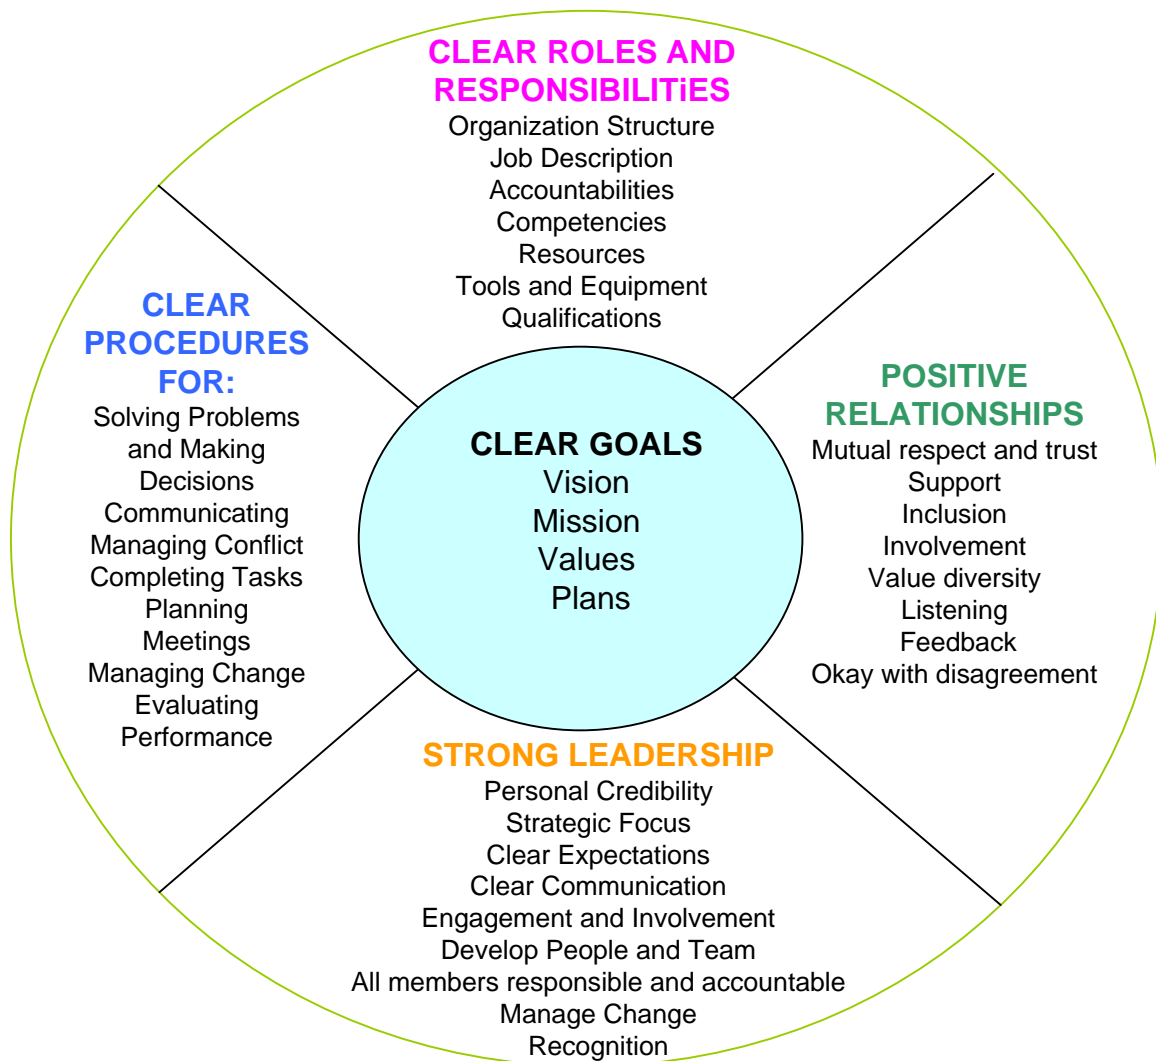 CLEAR ROLES AND
RESPONSIBILITiES
Organization Structure
Job Description
Accountabilities
Competencies
Resources
Tools and Equipment
Qualifications
CLEAR
PROCEDURES
FOR:
Solving Problems
and Making
Decisions
Communicating
Managing Conflict
Completing Tasks
Planning
Meetings
Managing Change
Evaluating
Performance
CLEAR GOALS
Vision
Mission
Values
Plans
POSITIVE
RELATIONSHIPS
Mutual respect and trust
Support
Inclusion
Involvement
Value diversity
Listening
Feedback
Okay with disagreement
STRONG LEADERSHIP
Personal Credibility
Strategic Focus
Clear Expectations
Clear Communication
Engagement and Involvement
Develop People and Team
All members responsible and accountable
Manage Change
Recognition